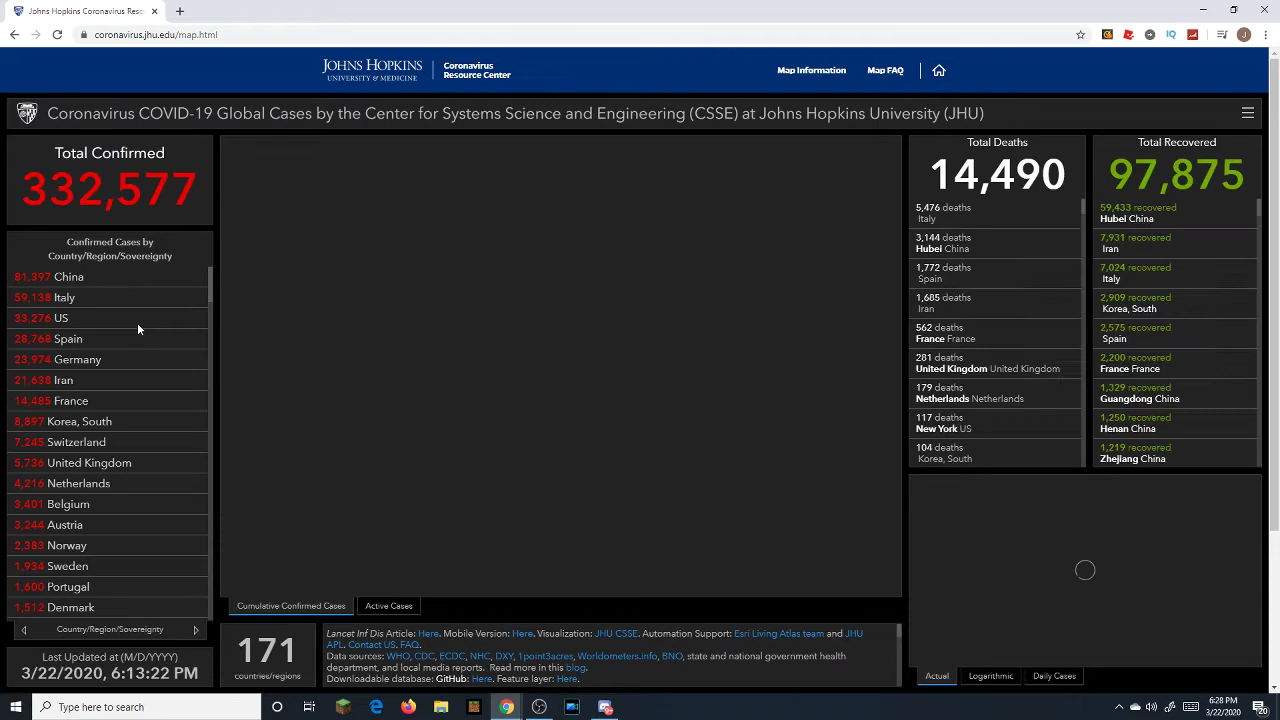 Johns Hopkins Coronavirus Res
coronavirus.jhu.edu/map.html
JOHNS HOPKINS
UNIVERSITY & MEDICINE
Coronavirus
Resource Center
Map Information
Map FAQ
Coronavirus COVID-19 Global Cases by the Center for Systems Science and Engineering (CSSE) at Johns Hopkins University (JHU)
Total Confirmed
332,577
Confirmed Cases by
Country/Region/Sovereignty
81,397 China
59,138 Italy
33,276 US
28,768 Spain
23,974 Germany
21,638 Iran
14,485 France
8,897 Korea, South
7,245 Switzerland
5,736 United Kingdom
4,216 Netherlands
3,401 Belgium
3,244 Austria
2,383 Norway
1,934 Sweden
1,600 Portugal
1,512 Denmark
Country/Region/Sovereignty
Last Updated at (M/D/YYYY)
3/22/2020, 6:13:22 PM
Cumulative Confirmed Cases
Active Cases
171
countries/regions
Lancet Inf Dis Article: Here. Mobile Version: Here. Visualization: JHU CSSE. Automation Support: Esri Living Atlas team and JHU
APL. Contact US. FAQ.
Data sources: WHO, CDC, ECDC, NHC, DXY, 1point3acres, Worldometers.info, BNO, state and national government health
department, and local media reports. Read more in this blog.
Downloadable database: GitHub: Here. Feature layer: Here.
Total Deaths
14,490
5,476 deaths
Italy
3,144 deaths
Hubei China
1,772 deaths
Spain
1,685 deaths
Iran
562 deaths
France France
281 deaths
United Kingdom United Kingdom
179 deaths
Netherlands Netherlands
117 deaths
New York US
104 deaths
Korea, South
Total Recovered
97,875
59,433 recovered
Hubei China
7,931 recovered
Iran
7,024 recovered
Italy
2,909 recovered
Korea, South
2,575 recovered
Spain
2,200 recovered
France France
1,329 recovered
Guangdong China
1,250 recovered
Henan China
1,219 recovered
Zhejiang China
Actual
Logarithmic
Daily Cases
Type here to search
6:28 PM
3/22/2020